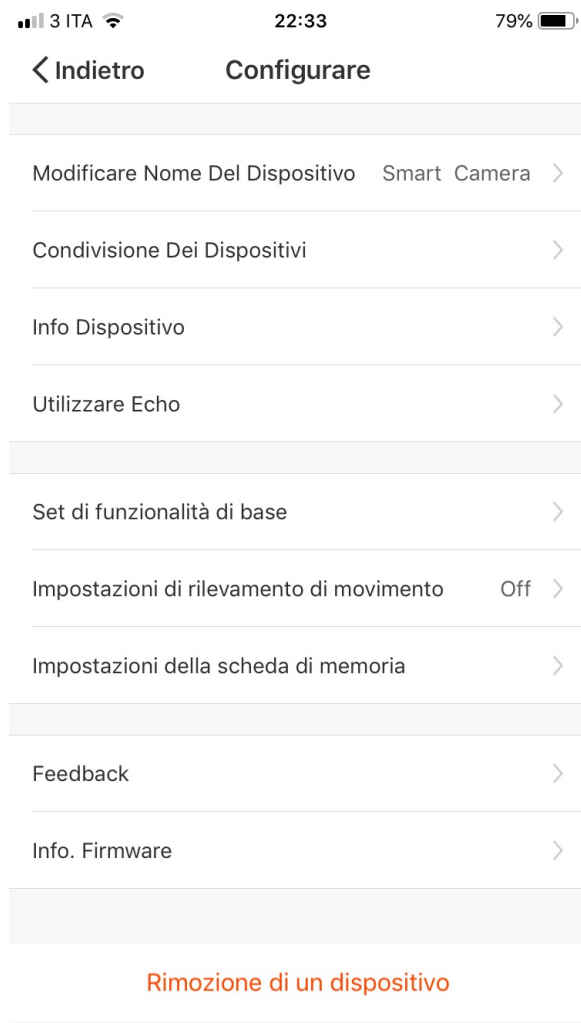 3 ITA 22:33 79%
Indietro Configurare
Modificare Nome Del Dispositivo Smart Camera
Condivisione Dei Dispositivi
Info Dispositivo
Utilizzare Echo
Set di funzionalità di base
Impostazioni di rilevamento di movimento Off
Impostazioni della scheda di memoria
Feedback
Info. Firmware
Rimozione di un dispositivo